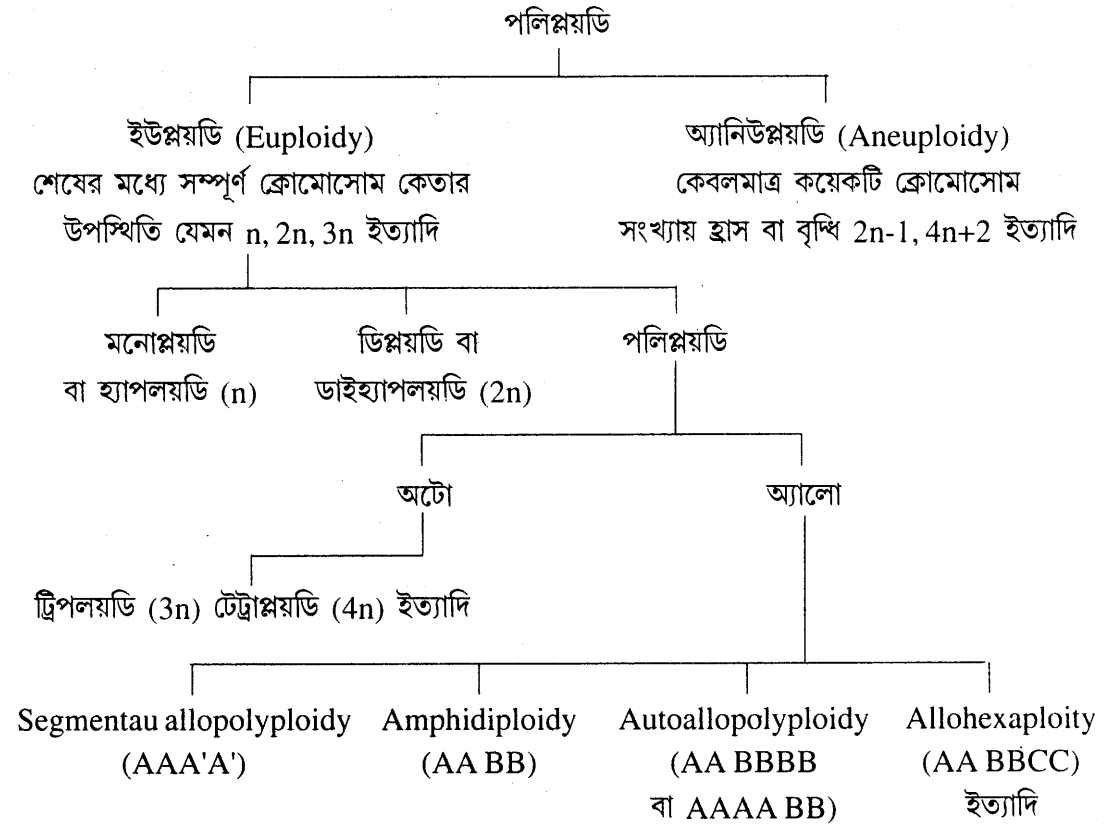 পলিপ্লয়ডি
ইউপ্লয়ডি (Euploidy)
শেষের মধ্যে সম্পূর্ণ ক্রোমোসোম কেতার
উপস্থিতি যেমন n, 2n, 3n ইত্যাদি
অ্যানিউপ্লয়ডি (Aneuploidy)
কেবলমাত্র কয়েকটি ক্রোমোসোম
সংখ্যায় হ্রাস বা বৃদ্ধি 2n-1, 4n+2 ইত্যাদি
মনোপ্লয়ডি
বা হ্যাপলয়ডি (n)
ডিপ্লয়ডি বা
ডাইহ্যাপলয়ডি (2n)
পলিপ্লয়ডি
অটো
অ্যালো
ট্রিপলয়ডি (3n) টেট্রাপ্লয়ডি (4n) ইত্যাদি
Segmentau allopolyploidy
(AAA'A')
Amphidiploidy
(AA BB)
Autoallopolyploidy
(AA BBBB
বা AAAA BB)
Allohexaploity
(AA BBCC)
ইত্যাদি